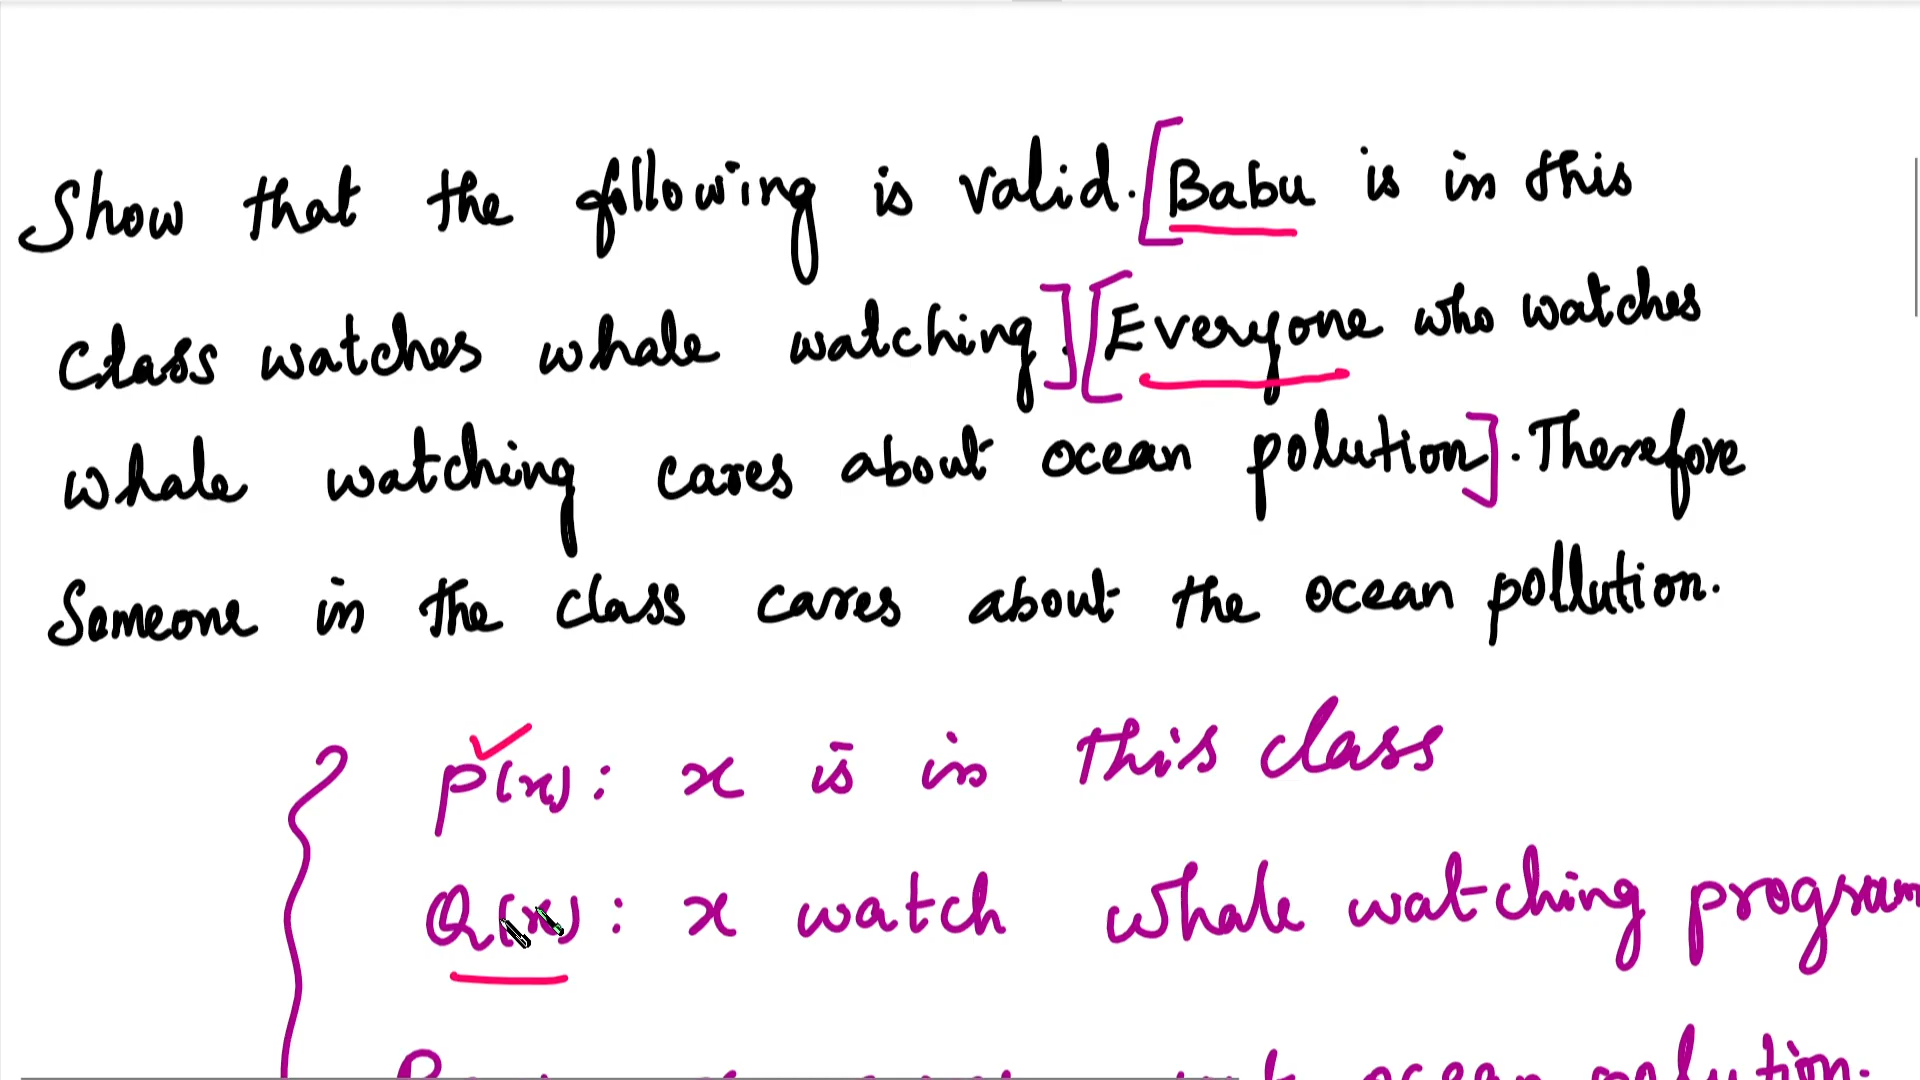 Show that the following is valid. [Babu is in this
class watches whale watching.] [Everyone who watches
whale watching cares about ocean polution]. Therefore
Someone in the class cares about the ocean pollution.
P(x): x is in this class
Q(x): x watch whale watching program
ocean